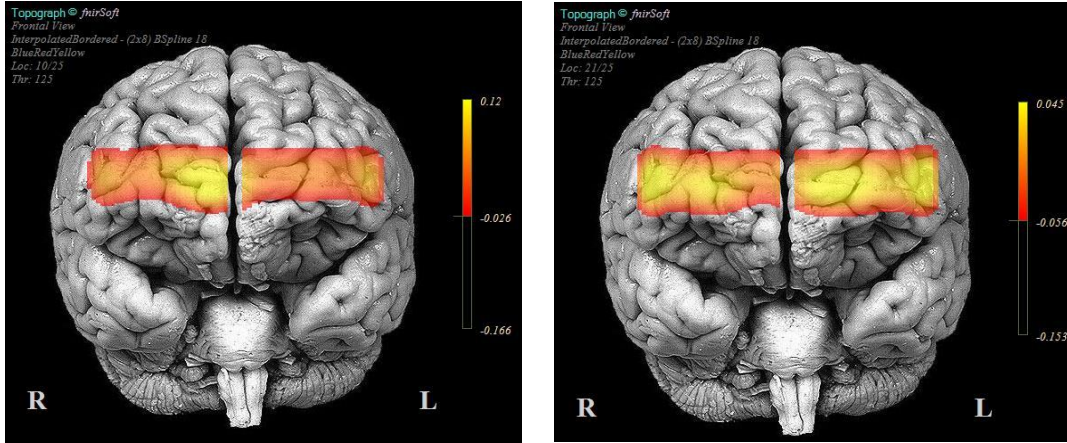 Topograph © fnirSoft
Frontal View
InterpolatedBordered - (2x8) BSpline 18
BlueRedYellow
Loc: 10/25
Thr: 125
0.12
-0.026
-0.166
R
L
Topograph © fnirSoft
Frontal View
InterpolatedBordered - (2x8) BSpline 18
BlueRedYellow
Loc: 21/25
Thr: 125
0.045
-0.056
-0.153
R
L